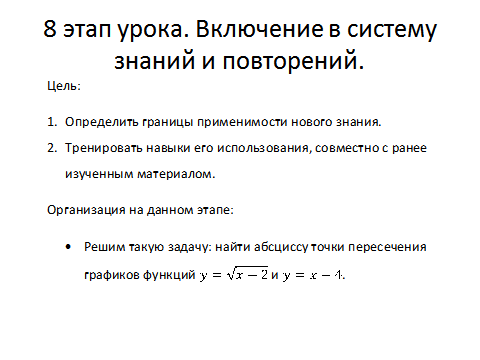 8 этап урока. Включение в систему
знаний и повторений.
Цель:
1. Определить границы применимости нового знания.
2. Тренировать навыки его использования, совместно с ранее
изученным материалом.
Организация на данном этапе:
• Решим такую задачу: найти абсциссу точки пересечения
графиков функций y = √(x − 2) и y = x − 4.